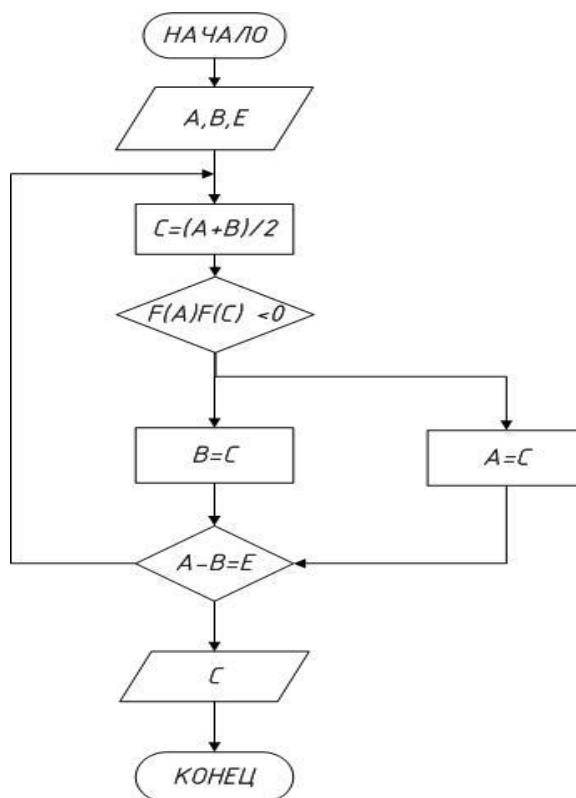 НАЧАЛО
A,B,E
C=(A+B)/2
F(A)F(C) <0
B=C
A=C
A-B=E
C
КОНЕЦ